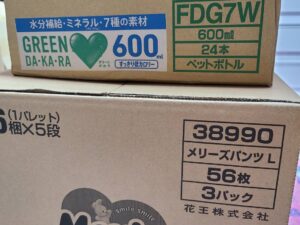 水分補給・ミネラル・7種の素材
GREEN
DA・KA・RA
600㎖
すっきり低カロリー
FDG7W
600㎖
24本
ペットボトル
(1パレット)
6梱×5段
38990
メリーズパンツ L
56枚
3パック
花王株式会社
smile smile